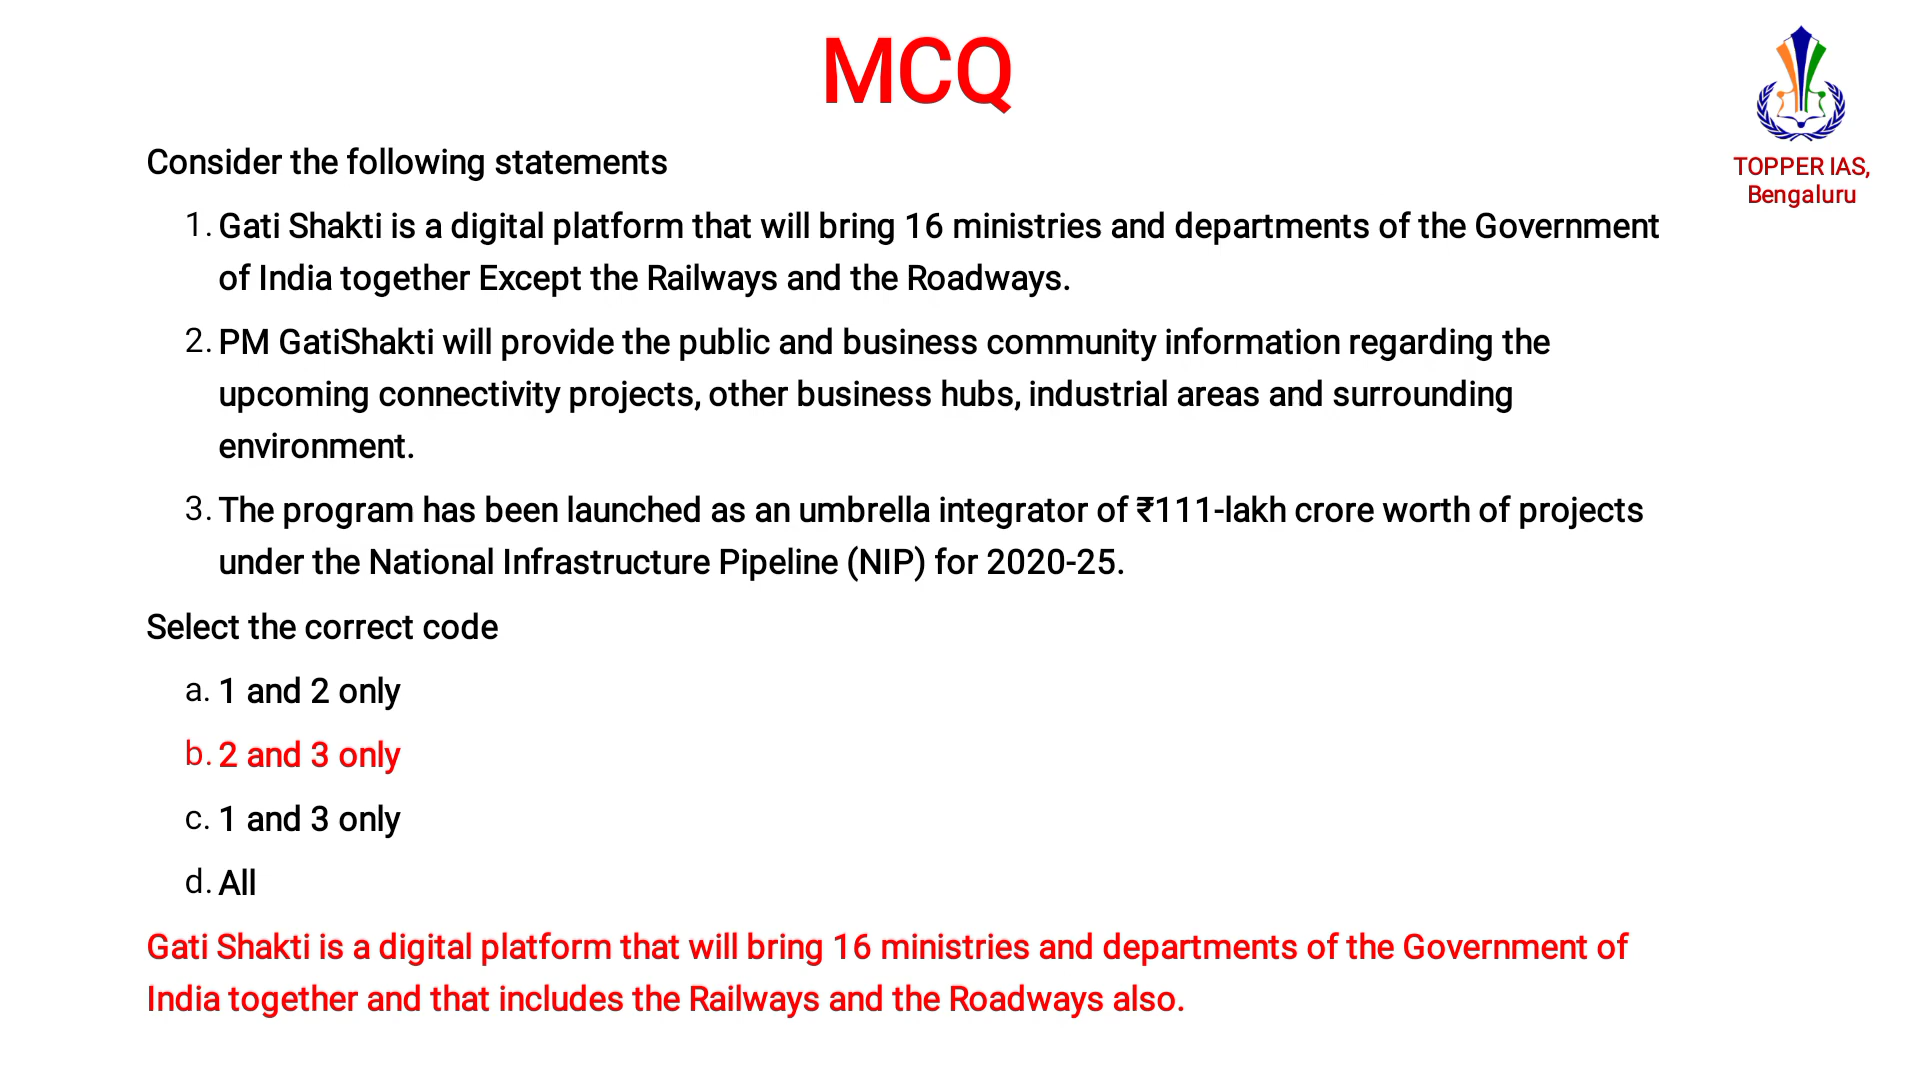 MCQ
TOPPER IAS,
Bengaluru
Consider the following statements
1. Gati Shakti is a digital platform that will bring 16 ministries and departments of the Government
of India together Except the Railways and the Roadways.
2. PM GatiShakti will provide the public and business community information regarding the
upcoming connectivity projects, other business hubs, industrial areas and surrounding
environment.
3. The program has been launched as an umbrella integrator of ₹111-lakh crore worth of projects
under the National Infrastructure Pipeline (NIP) for 2020-25.
Select the correct code
a. 1 and 2 only
b. 2 and 3 only
c. 1 and 3 only
d. All
Gati Shakti is a digital platform that will bring 16 ministries and departments of the Government of
India together and that includes the Railways and the Roadways also.